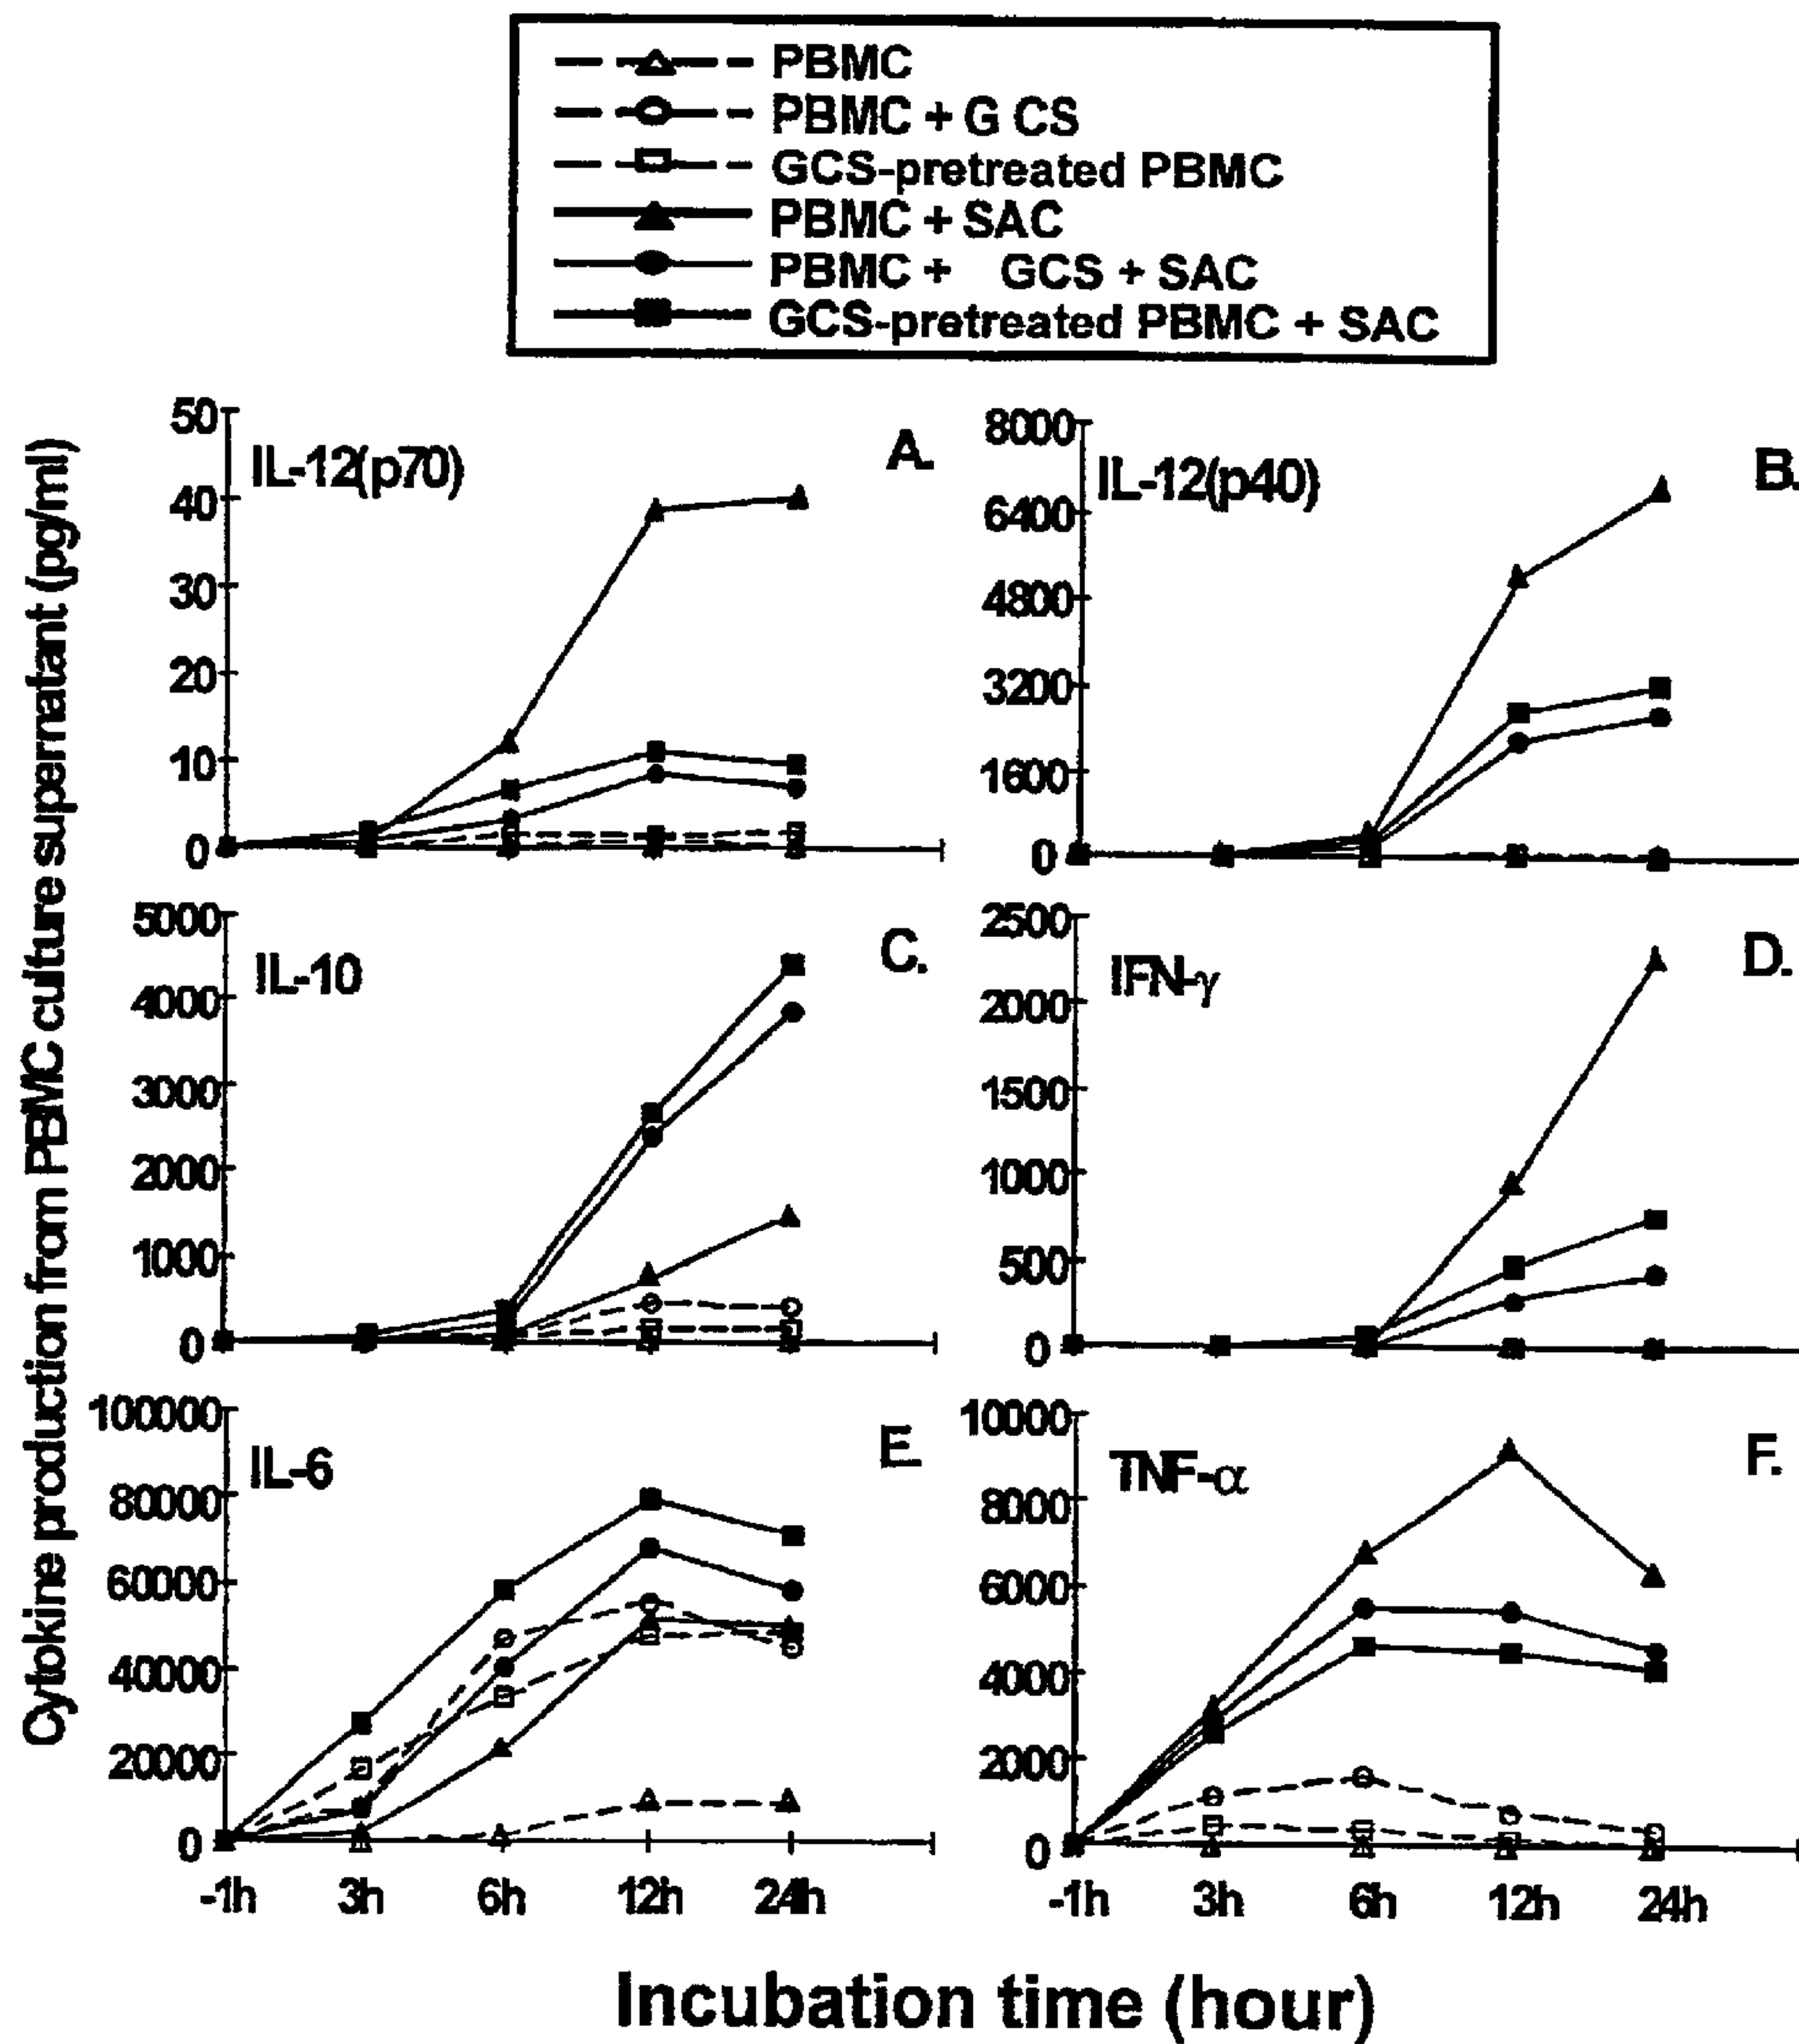 PBMC
PBMC + G CS
GCS-pretreated PBMC
PBMC + SAC
PBMC + GCS + SAC
GCS-pretreated PBMC + SAC
Cytokine production from PBMC culture supernatant (pg/ml)
IL-12(p70)
A.
50
40
30
20
10
0
IL-12(p40)
B.
8000
6400
4800
3200
1600
0
IL-10
C.
5000
4000
3000
2000
1000
0
IFN-γ
D.
2500
2000
1500
1000
500
0
IL-6
E.
100000
80000
60000
40000
20000
0
-1h 3h 6h 12h 24h
TNF-α
F.
10000
8000
6000
4000
2000
0
-1h 3h 6h 12h 24h
Incubation time (hour)